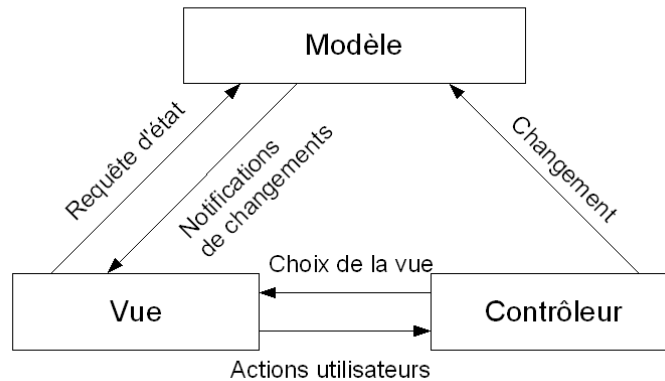 Modèle
Requête d'état
Notifications
de changements
Changement
Choix de la vue
Vue
Contrôleur
Actions utilisateurs